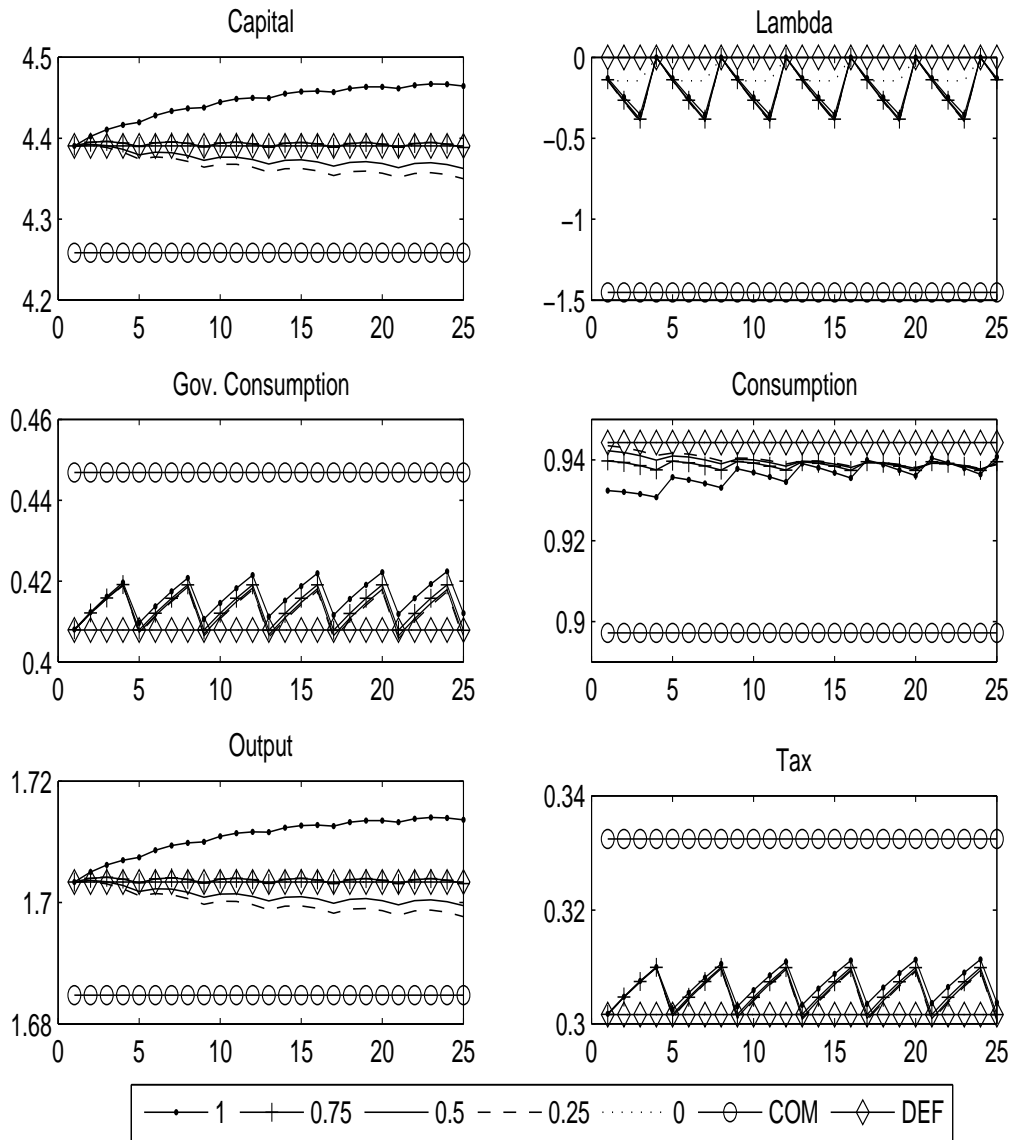 Capital
4.5
4.4
4.3
4.2
0 5 10 15 20 25
Lambda
0
−0.5
−1
−1.5
0 5 10 15 20 25
Gov. Consumption
0.46
0.44
0.42
0.4
0 5 10 15 20 25
Consumption
0.94
0.92
0.9
0 5 10 15 20 25
Output
1.72
1.7
1.68
0 5 10 15 20 25
Tax
0.34
0.32
0.3
0 5 10 15 20 25
1 0.75 0.5 0.25 0 COM DEF